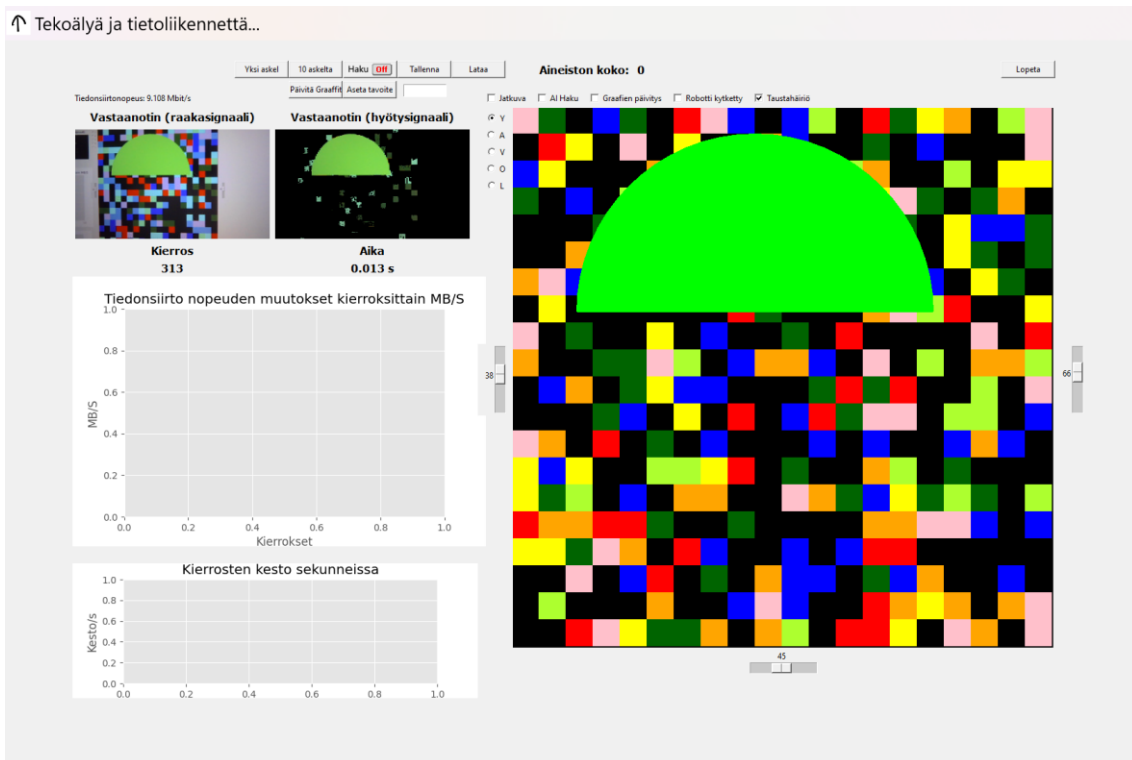 Tekoälyä ja tietoliikennettä...
Yksi askel 10 askelta Haku Off Tallenna Lataa Aineiston koko: 0 Lopeta
Päivitä Graaffit Aseta tavoite
Tiedonsiirtonopeus: 9.108 Mbit/s
Jatkuva AI Haku Graafien päivitys Robotti kytketty Taustahäiriö
Vastaanotin (raakasignaali) Vastaanotin (hyötysignaali)
Y
A
V
O
L
Kierros Aika
313 0.013 s
Tiedonsiirto nopeuden muutokset kierroksittain MB/S
1.0
0.8
0.6
0.4
0.2
0.0
MB/S
0.0 0.2 0.4 0.6 0.8 1.0
Kierrokset
38
66
45
Kierrosten kesto sekunneissa
1.0
0.8
0.6
0.4
0.2
0.0
Kesto/s
0.0 0.2 0.4 0.6 0.8 1.0